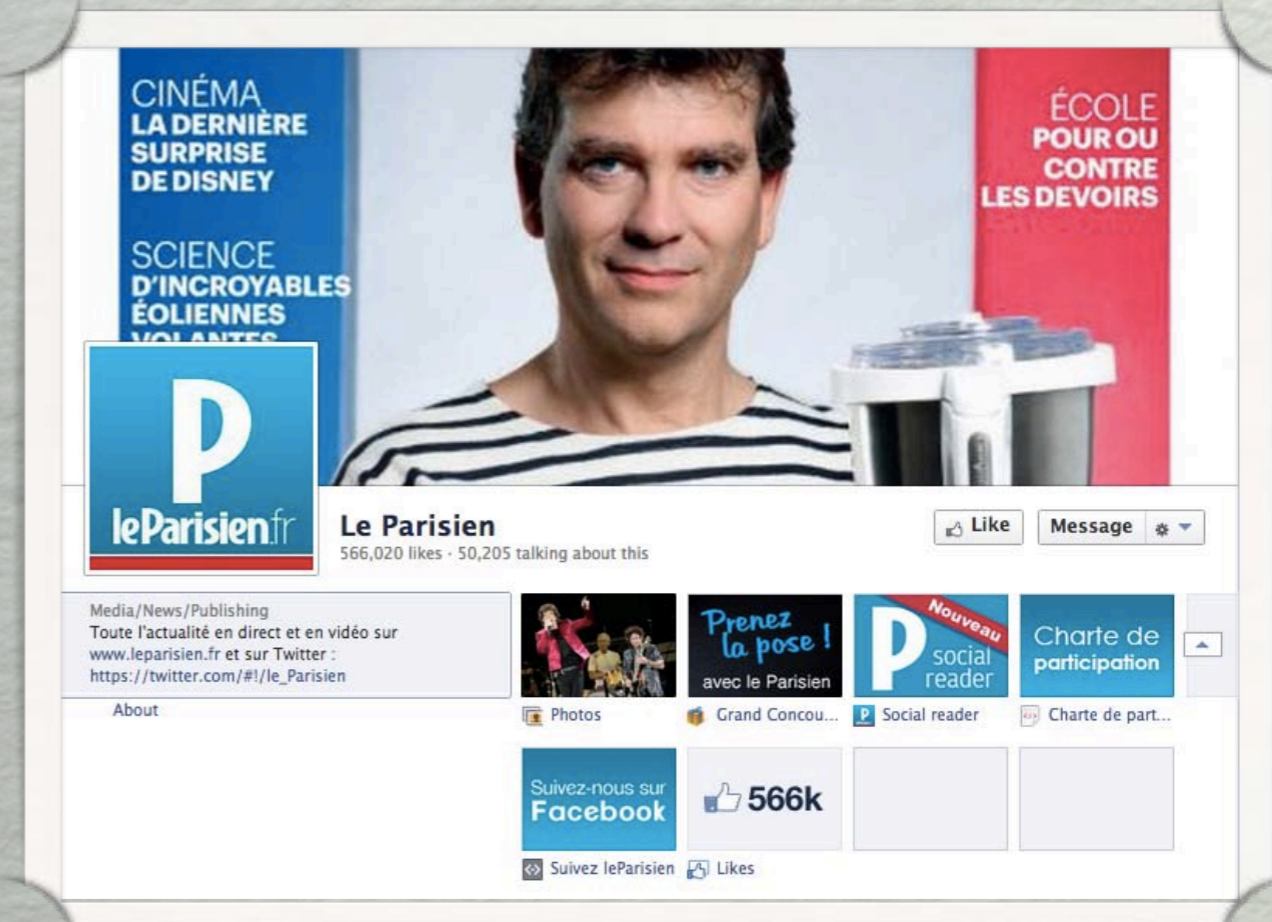 CINÉMA
LA DERNIÈRE
SURPRISE
DE DISNEY
SCIENCE
D'INCROYABLES
ÉOLIENNES
VOLANTES
ÉCOLE
POUR OU
CONTRE
LES DEVOIRS
P
leParisien.fr
Le Parisien
566,020 likes · 50,205 talking about this
Like
Message
Media/News/Publishing
Toute l'actualité en direct et en vidéo sur
www.leparisien.fr et sur Twitter :
https://twitter.com/#!/le_Parisien
About
Prenez
la pose !
avec le Parisien
Nouveau
P social
reader
Charte de
participation
Photos
Grand Concou...
P Social reader
Charte de part...
Suivez-nous sur
Facebook
566k
Suivez leParisien
Likes